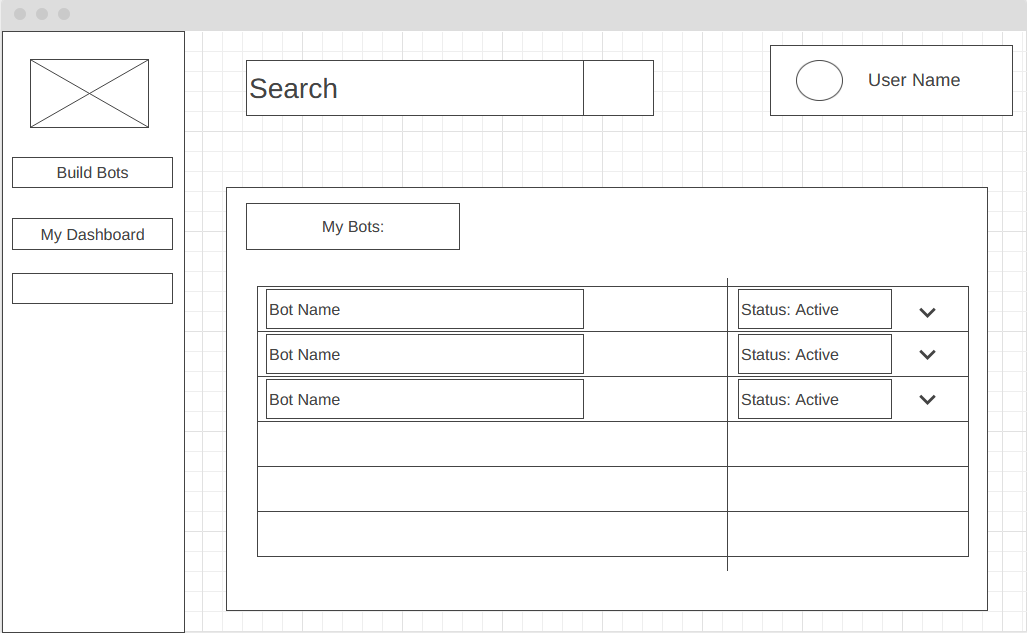 Search
User Name
Build Bots
My Dashboard
My Bots:
Bot Name
Status: Active
Bot Name
Status: Active
Bot Name
Status: Active